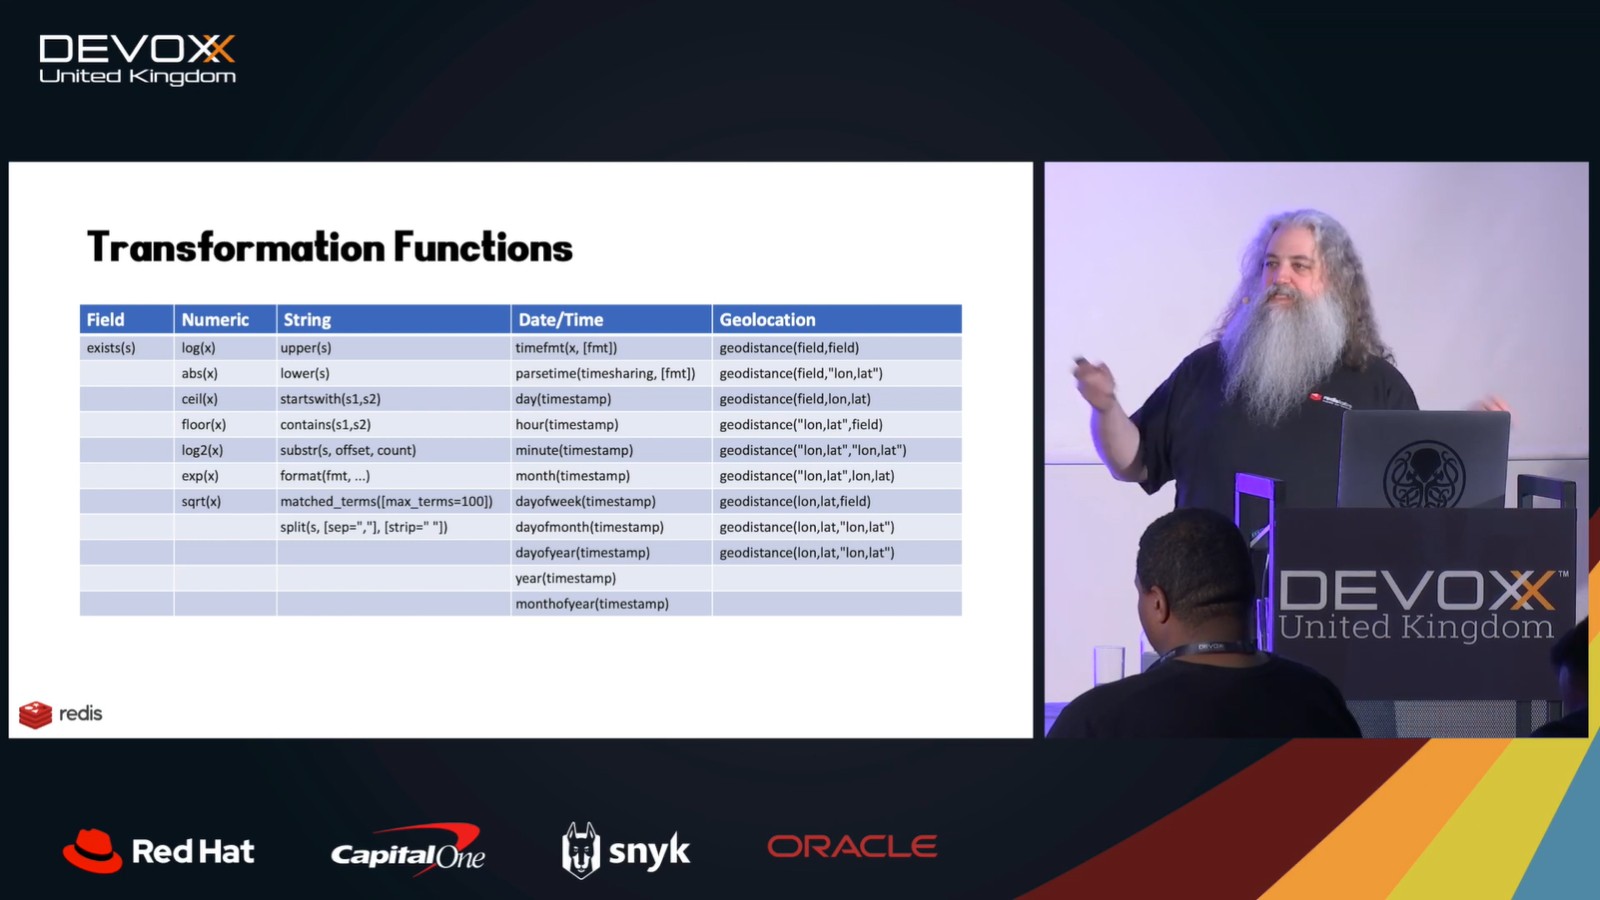 DEVOXX
United Kingdom
Transformation Functions
Field Numeric String Date/Time Geolocation
exists(s) log(x) upper(s) timefmt(x, [fmt]) geodistance(field,field)
abs(x) lower(s) parsetime(timesharing, [fmt]) geodistance(field,"lon,lat")
ceil(x) startswith(s1,s2) day(timestamp) geodistance(field,lon,lat)
floor(x) contains(s1,s2) hour(timestamp) geodistance("lon,lat",field)
log2(x) substr(s, offset, count) minute(timestamp) geodistance("lon,lat","lon,lat")
exp(x) format(fmt, ...) month(timestamp) geodistance("lon,lat",lon,lat)
sqrt(x) matched_terms([max_terms=100]) dayofweek(timestamp) geodistance(lon,lat,field)
split(s, [sep=","], [strip=" "]) dayofmonth(timestamp) geodistance(lon,lat,"lon,lat")
dayofyear(timestamp) geodistance(lon,lat,"lon,lat")
year(timestamp)
monthofyear(timestamp)
redis
DEVOXX™
United Kingdom
Red Hat
Capital One
snyk
ORACLE